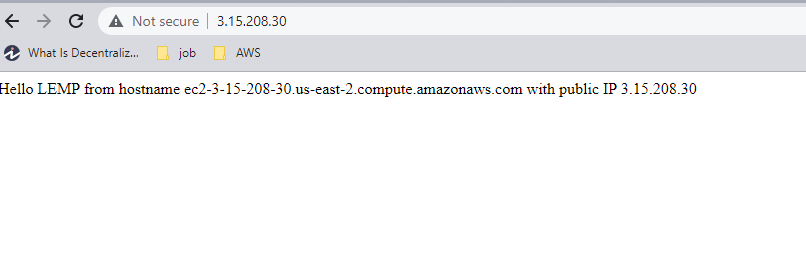 Not secure | 3.15.208.30
What Is Decentraliz... job AWS
Hello LEMP from hostname ec2-3-15-208-30.us-east-2.compute.amazonaws.com with public IP 3.15.208.30